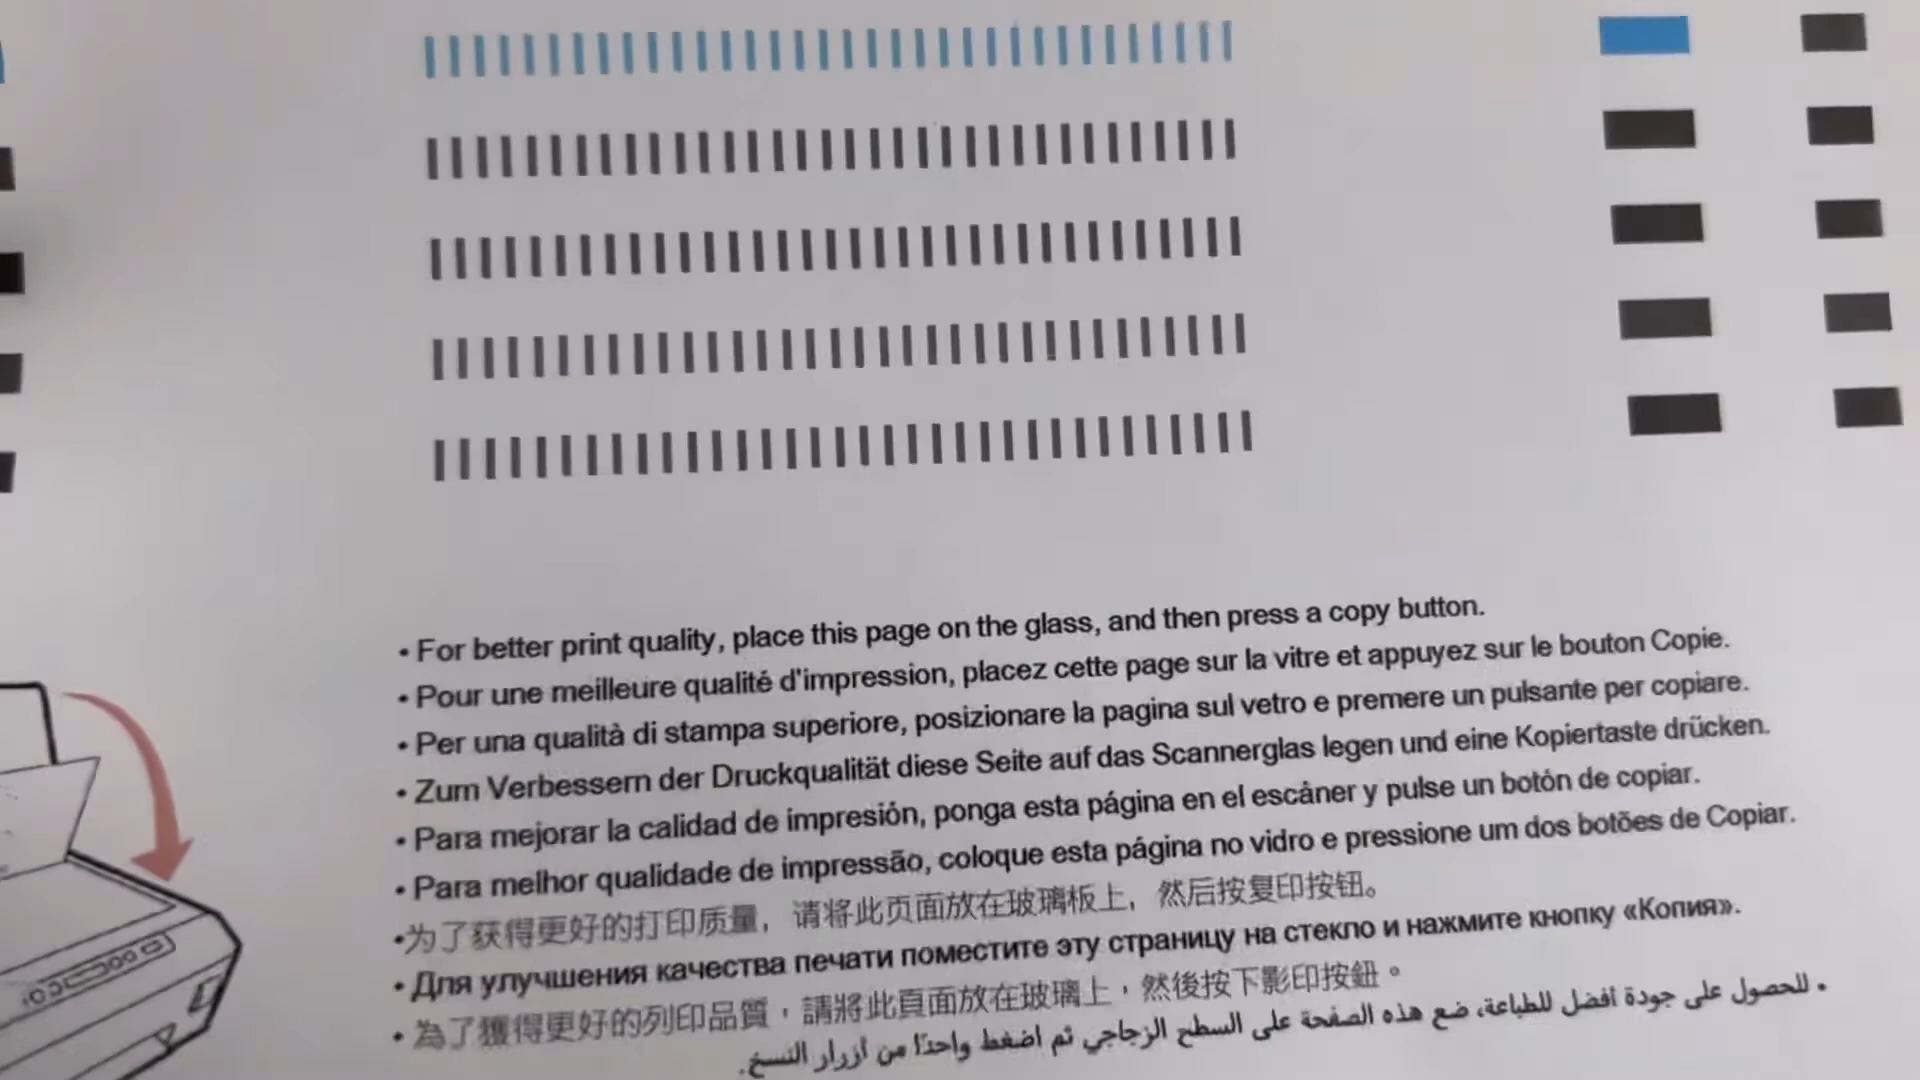 • For better print quality, place this page on the glass, and then press a copy button.
• Pour une meilleure qualité d'impression, placez cette page sur la vitre et appuyez sur le bouton Copie.
• Per una qualità di stampa superiore, posizionare la pagina sul vetro e premere un pulsante per copiare.
• Zum Verbessern der Druckqualität diese Seite auf das Scannerglas legen und eine Kopiertaste drücken.
• Para mejorar la calidad de impresión, ponga esta página en el escáner y pulse un botón de copiar.
• Para melhor qualidade de impressão, coloque esta página no vidro e pressione um dos botões de Copiar.
•为了获得更好的打印质量，请将此页面放在玻璃板上，然后按复印按钮。
• Для улучшения качества печати поместите эту страницу на стекло и нажмите кнопку «Копия».
• 為了獲得更好的列印品質，請將此頁面放在玻璃上，然後按下影印按鈕。
• للحصول على جودة أفضل للطباعة، ضع هذه الصفحة على السطح الزجاجي ثم اضغط واحدًا من أزرار النسخ.